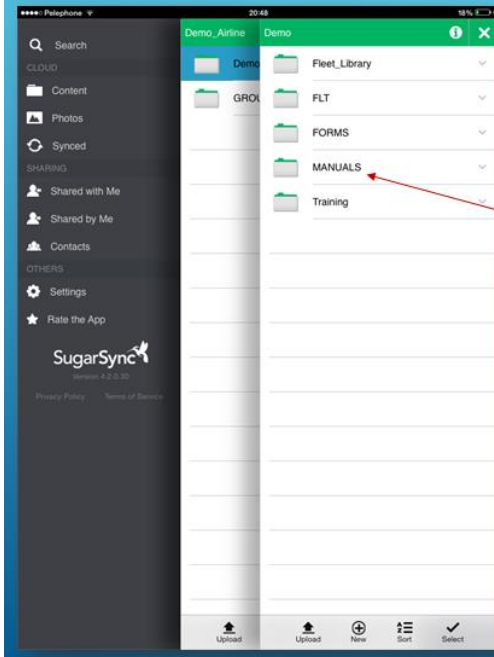 Pelephone
20:48
18%
Search
CLOUD
Content
Photos
Synced
SHARING
Shared with Me
Shared by Me
Contacts
OTHERS
Settings
Rate the App
SugarSync
Privacy Policy
Terms of Service
Demo_Airline
Demo
GROU
Upload
Demo
Fleet_Library
FLT
FORMS
MANUALS
Training
Upload
New
Sort
Select